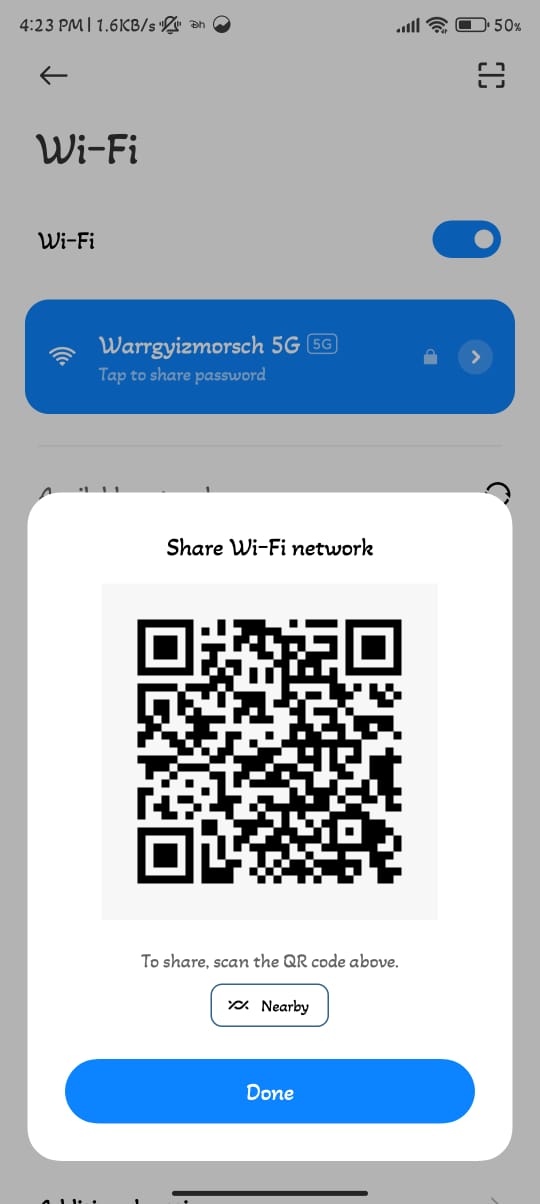 4:23 PM | 1.6KB/s
50%
Wi-Fi
Wi-Fi
Warrgyizmorsch 5G 5G
Tap to share password
Share Wi-Fi network
To share, scan the QR code above.
Nearby
Done